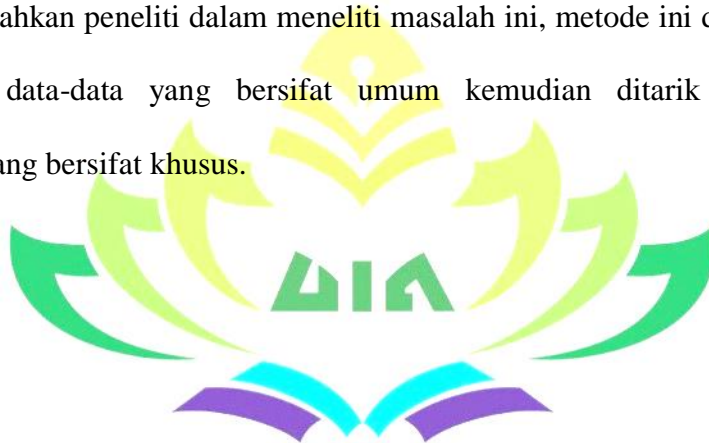 ahkan peneliti dalam meneliti masalah ini, metode ini
data-data yang bersifat umum kemudian ditarik
ang bersifat khusus.